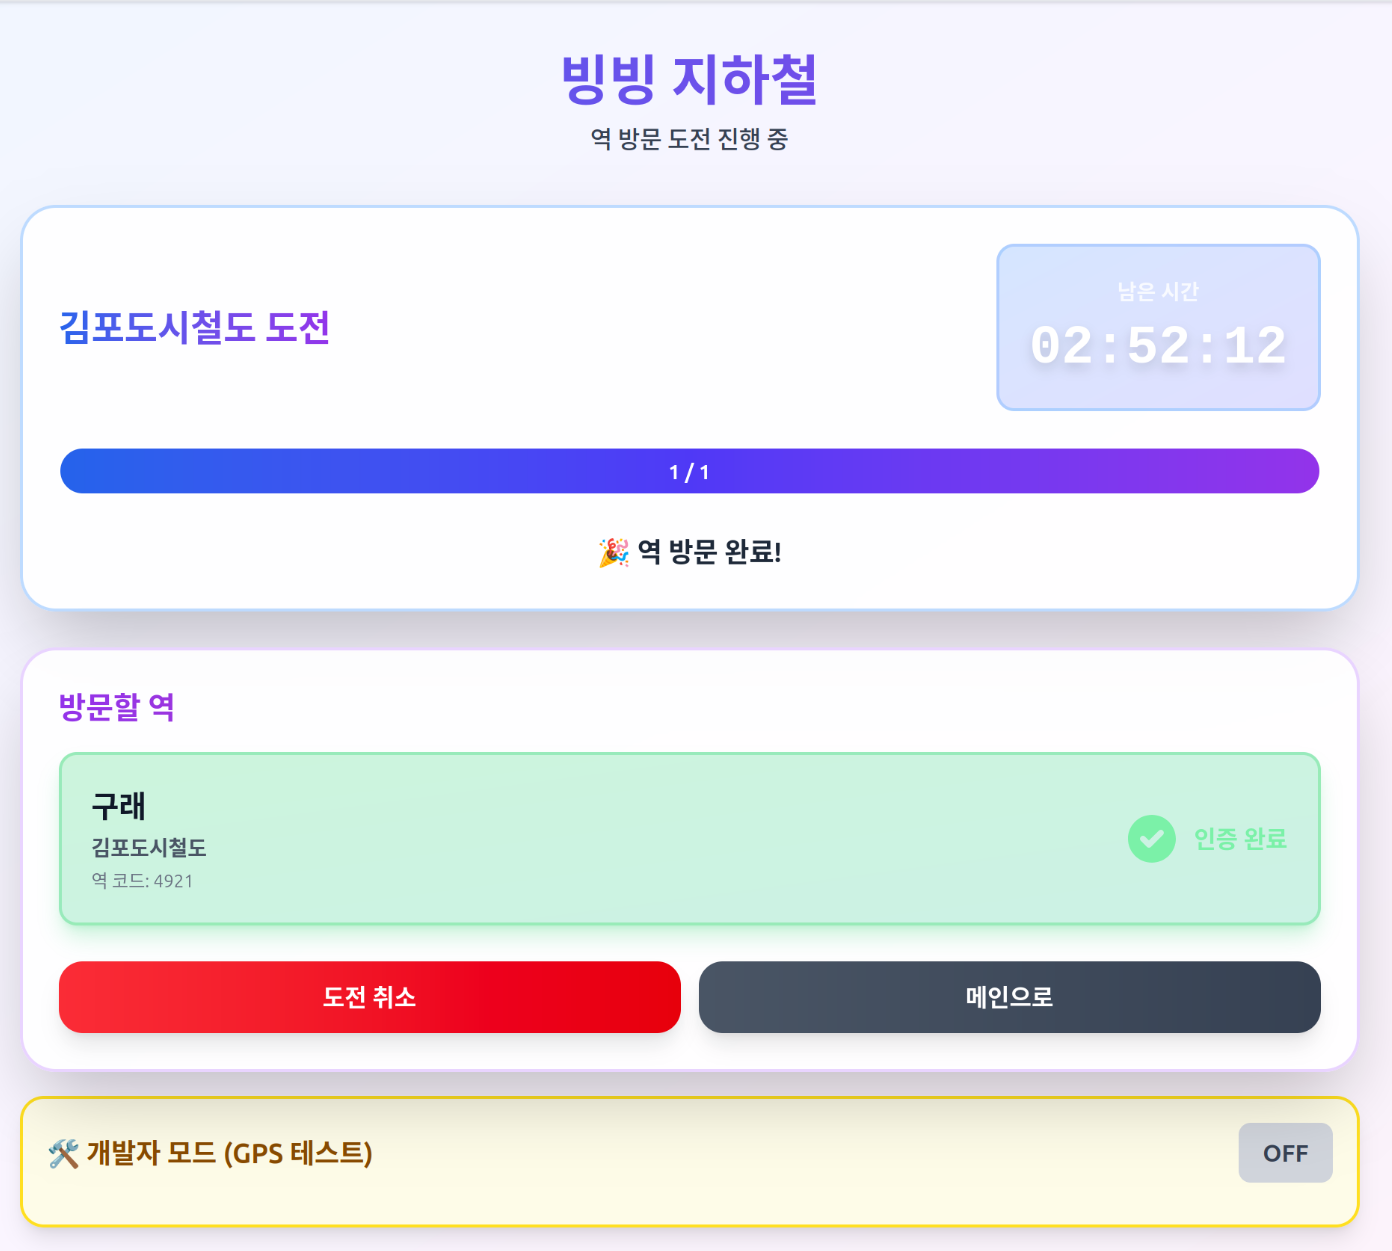 빙빙 지하철
역 방문 도전 진행 중
김포도시철도 도전
남은 시간
02:52:12
1 / 1
🎉 역 방문 완료!
방문할 역
구래
김포도시철도
역 코드: 4921
인증 완료
도전 취소
메인으로
🛠️ 개발자 모드 (GPS 테스트)
OFF